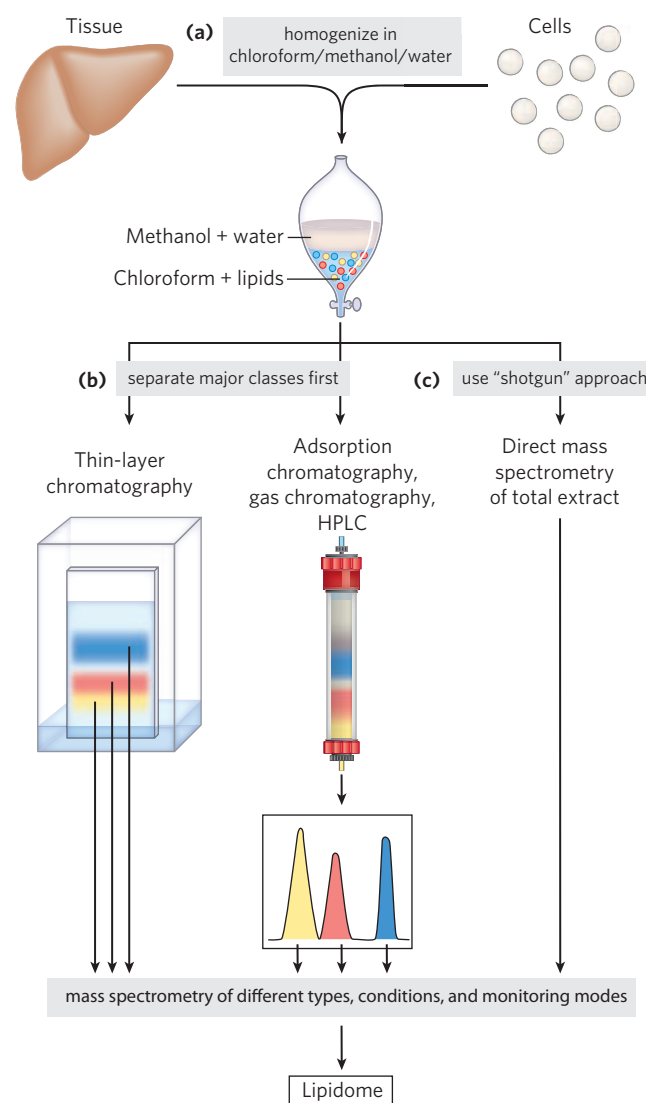 Tissue
(a)
homogenize in
chloroform/methanol/water
Cells
Methanol + water
Chloroform + lipids
(b)
separate major classes first
(c)
use “shotgun” approach
Thin-layer
chromatography
Adsorption
chromatography,
gas chromatography,
HPLC
Direct mass
spectrometry
of total extract
mass spectrometry of different types, conditions, and monitoring modes
Lipidome